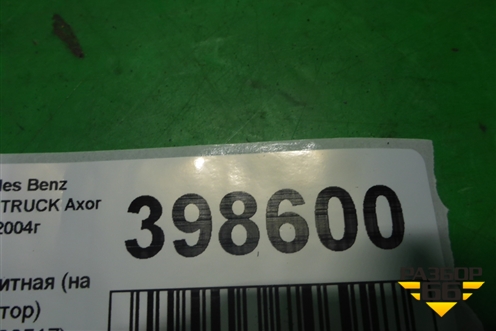 des Benz
TRUCK Axor
2004г
398600
итная (на
тор)
РАЗБОР
66